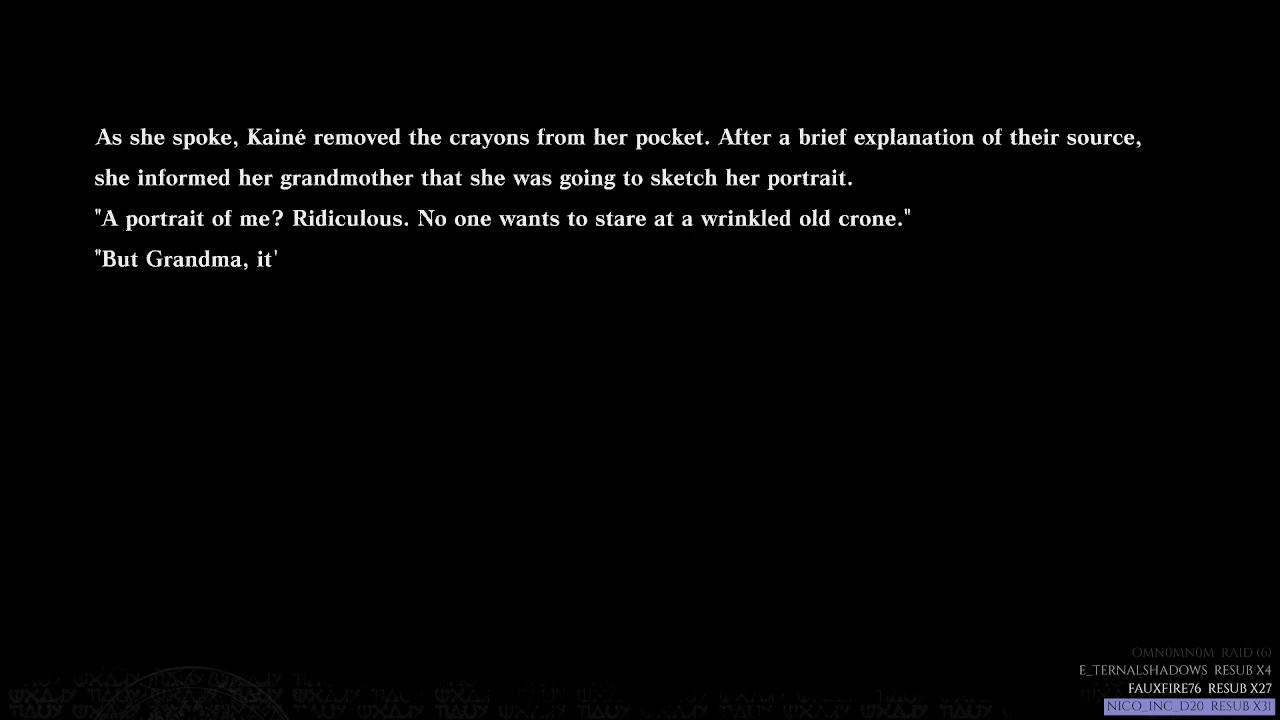 As she spoke, Kainé removed the crayons from her pocket. After a brief explanation of their source,
she informed her grandmother that she was going to sketch her portrait.
"A portrait of me? Ridiculous. No one wants to stare at a wrinkled old crone."
"But Grandma, it'
OMN0MN0M RAID (6)
E_TERNALSHADOWS RESUB X4
FAUXFIRE76 RESUB X27
NICO_INC_D20 RESUB X31